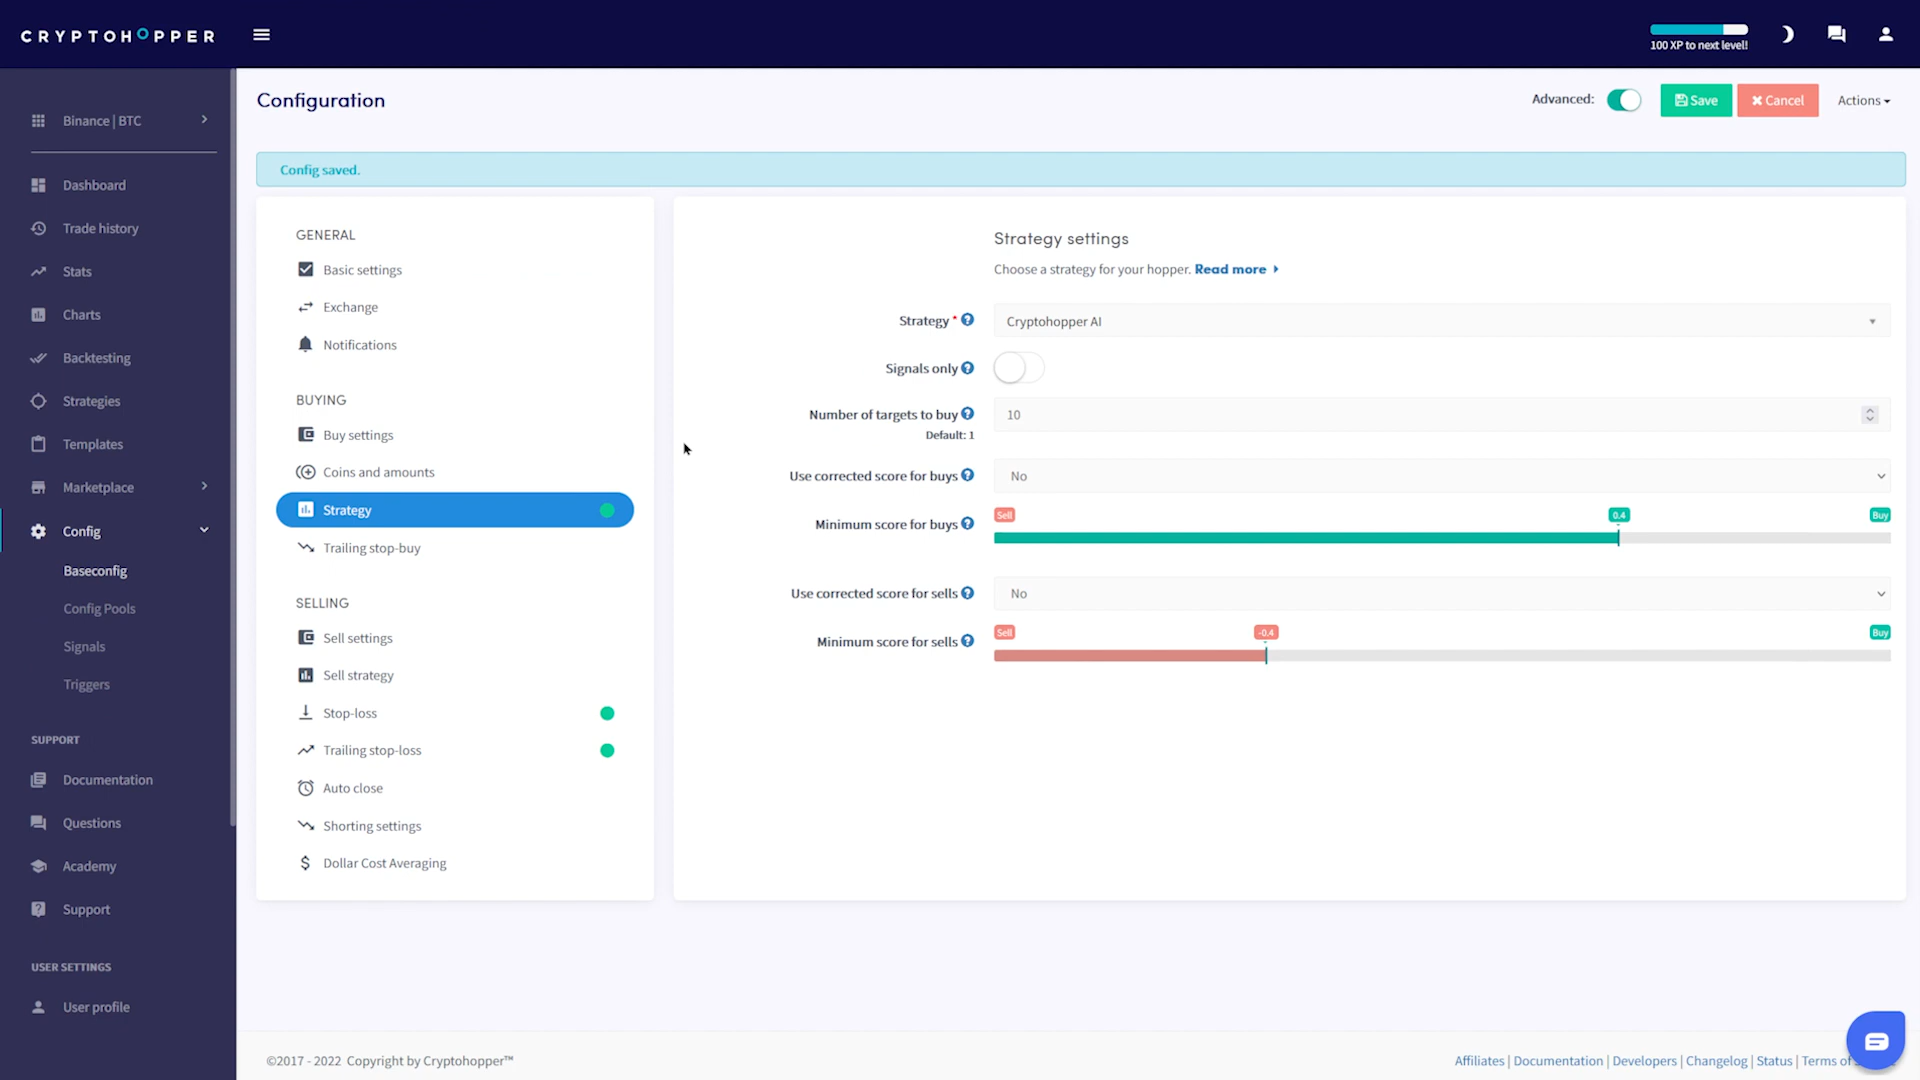 CRYPTOHOPPER
100 XP to next level!
Binance | BTC
Dashboard
Trade history
Stats
Charts
Backtesting
Strategies
Templates
Marketplace
Config
Baseconfig
Config Pools
Signals
Triggers
SUPPORT
Documentation
Questions
Academy
Support
USER SETTINGS
User profile
Configuration
Advanced:
Save
Cancel
Actions
Config saved.
GENERAL
Basic settings
Exchange
Notifications
BUYING
Buy settings
Coins and amounts
Strategy
Trailing stop-buy
SELLING
Sell settings
Sell strategy
Stop-loss
Trailing stop-loss
Auto close
Shorting settings
Dollar Cost Averaging
Strategy settings
Choose a strategy for your hopper. Read more
Strategy * Cryptohopper AI
Signals only
Number of targets to buy 10
Default: 1
Use corrected score for buys No
Sell 0.4 Buy
Minimum score for buys
Use corrected score for sells No
Sell -0.4 Buy
Minimum score for sells
©2017 - 2022 Copyright by Cryptohopper™
Affiliates | Documentation | Developers | Changelog | Status | Terms of